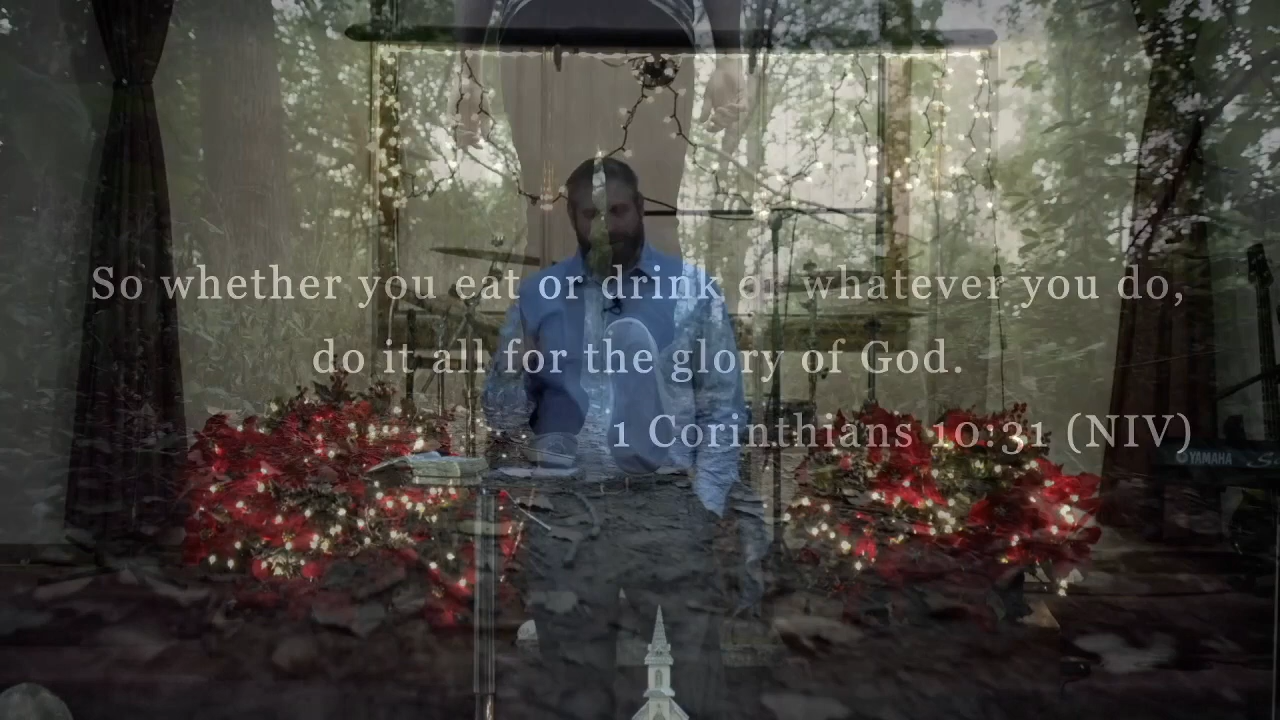 So whether you eat or drink or whatever you do,
do it all for the glory of God.
1 Corinthians 10:31 (NIV)
YAMAHA